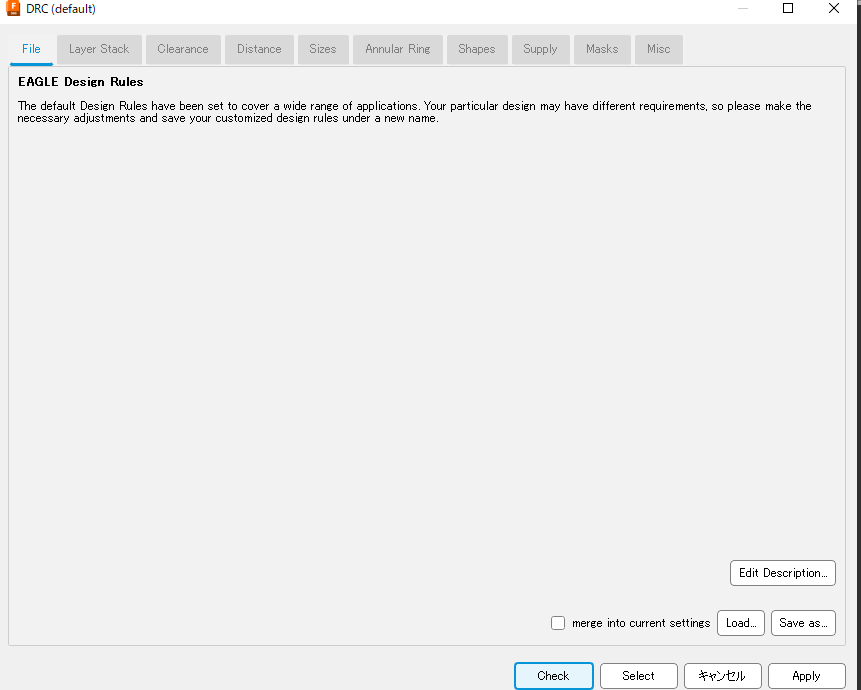 DRC (default)
File Layer Stack Clearance Distance Sizes Annular Ring Shapes Supply Masks Misc
EAGLE Design Rules
The default Design Rules have been set to cover a wide range of applications. Your particular design may have different requirements, so please make the
necessary adjustments and save your customized design rules under a new name.
Edit Description...
merge into current settings Load... Save as...
Check Select キャンセル Apply